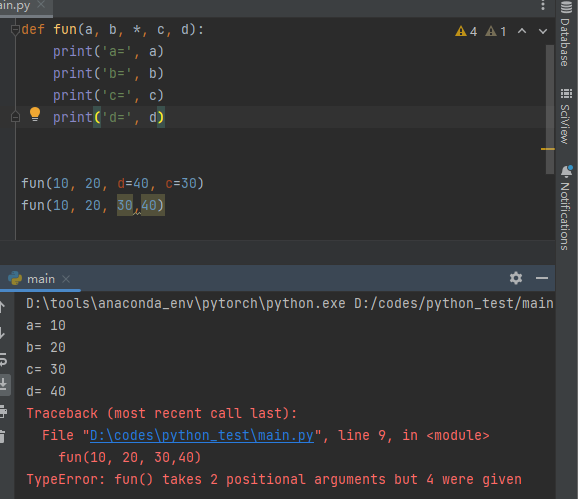 in.py
def fun(a, b, *, c, d):
4 1
print('a=', a)
print('b=', b)
print('c=', c)
print('d=', d)
fun(10, 20, d=40, c=30)
fun(10, 20, 30,40)
Database
SciView
Notifications
main
D:\tools\anaconda_env\pytorch\python.exe D:/codes/python_test/main
a= 10
b= 20
c= 30
d= 40
Traceback (most recent call last):
File "D:\codes\python_test\main.py", line 9, in <module>
fun(10, 20, 30,40)
TypeError: fun() takes 2 positional arguments but 4 were given